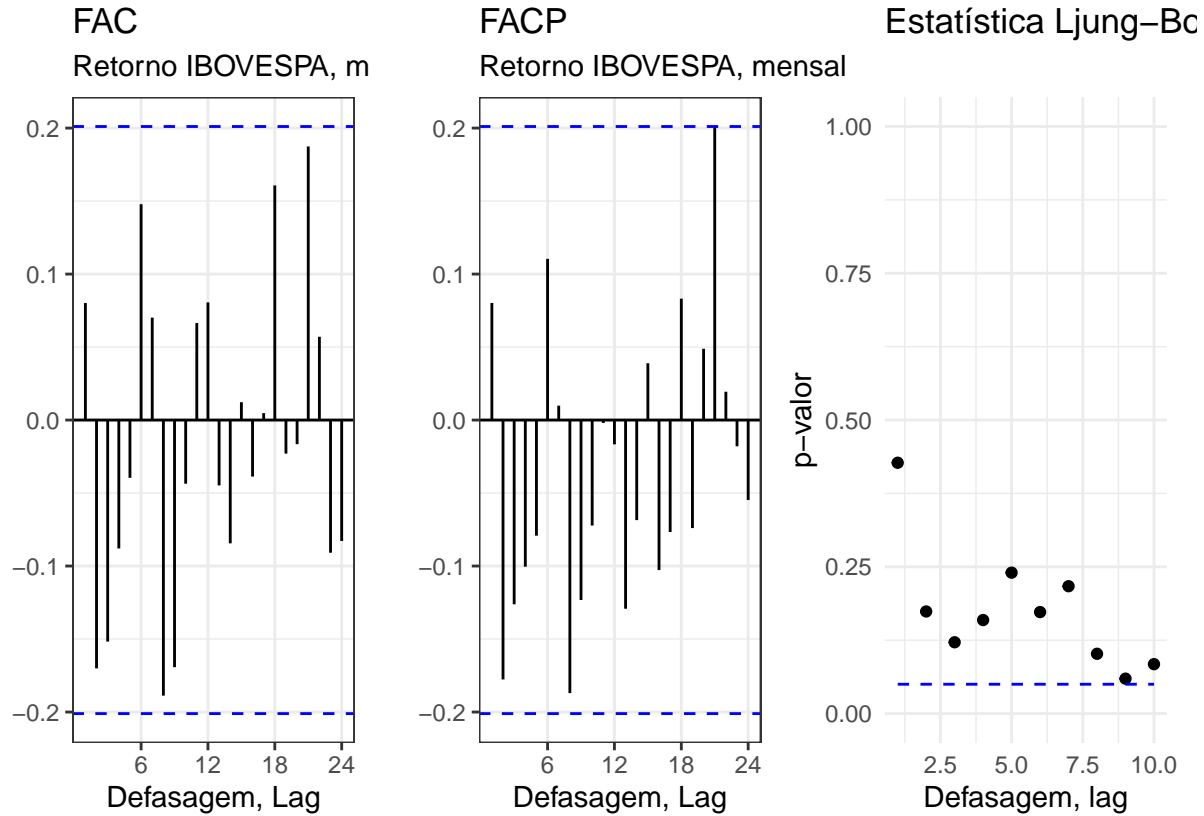 FAC
Retorno IBOVESPA, m
0.2
0.1
0.0
−0.1
−0.2
6 12 18 24
Defasagem, Lag
FACP
Retorno IBOVESPA, mensal
0.2
0.1
0.0
−0.1
−0.2
6 12 18 24
Defasagem, Lag
Estatística Ljung−Bo
p−valor
1.00
0.75
0.50
0.25
0.00
2.5 5.0 7.5 10.0
Defasagem, lag